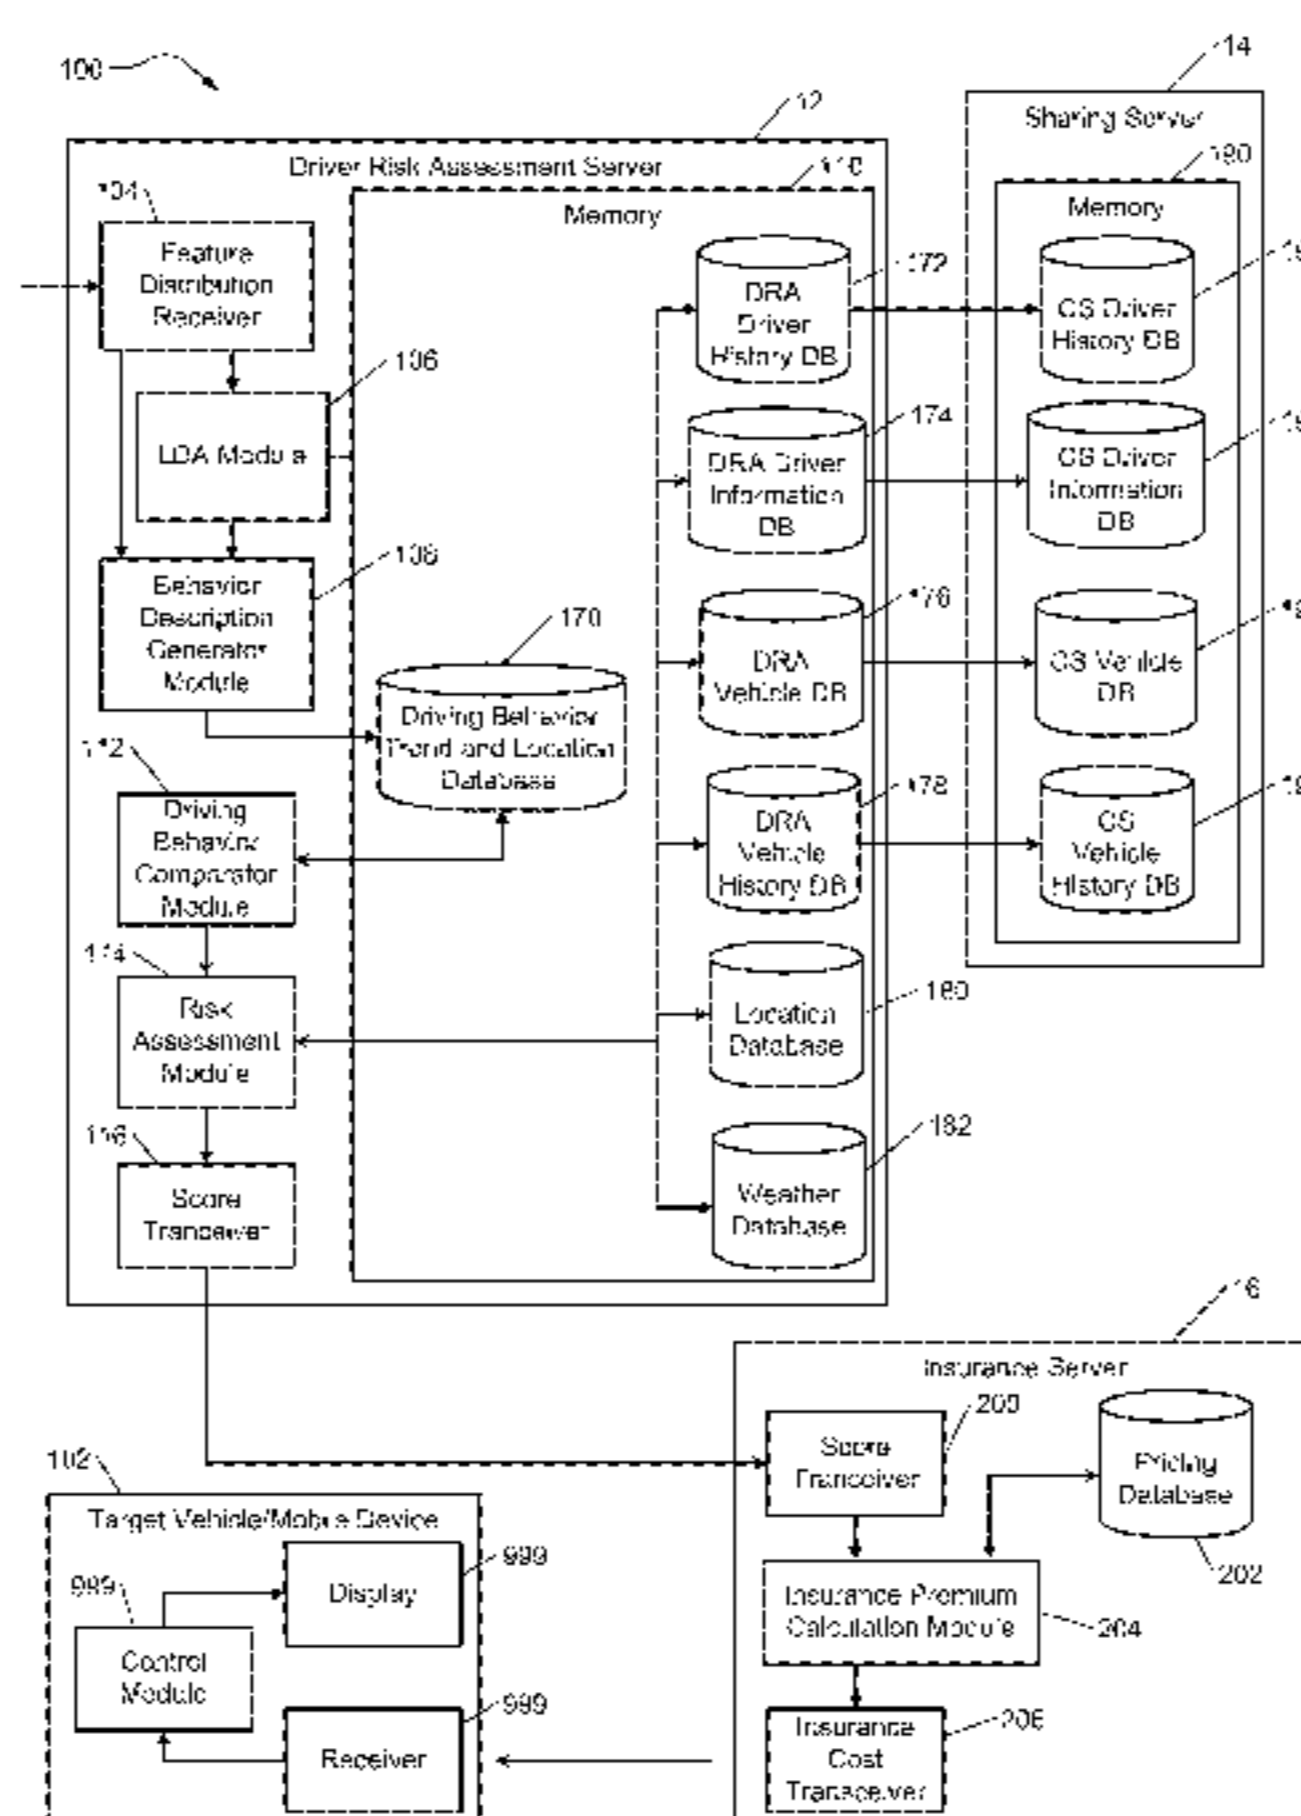 100
12
14
Driver Risk Assessment Server
Sharing Server
104
110
190
Memory
Memory
Feature
Distribution
Receiver
172
DRA
Driver
History DB
CS Driver
History DB
106
LDA Module
174
DRA Driver
Information
DB
CS Driver
Information
DB
108
Behavior
Description
Generator
Module
170
Driving Behavior
Trend and Location
Database
176
DRA
Vehicle DB
CS Vehicle
DB
112
Driving
Behavior
Comparator
Module
178
DRA
Vehicle
History DB
CS
Vehicle
History DB
114
Risk
Assessment
Module
180
Location
Database
116
Score
Tranceiver
182
Weather
Database
16
Insurance Server
200
Score
Tranceiver
Pricing
Database
202
102
Target Vehicle/Mobile Device
999
Display
999
Control
Module
Insurance Premium
Calculation Module
204
999
Receiver
206
Insurance
Cost
Transceiver